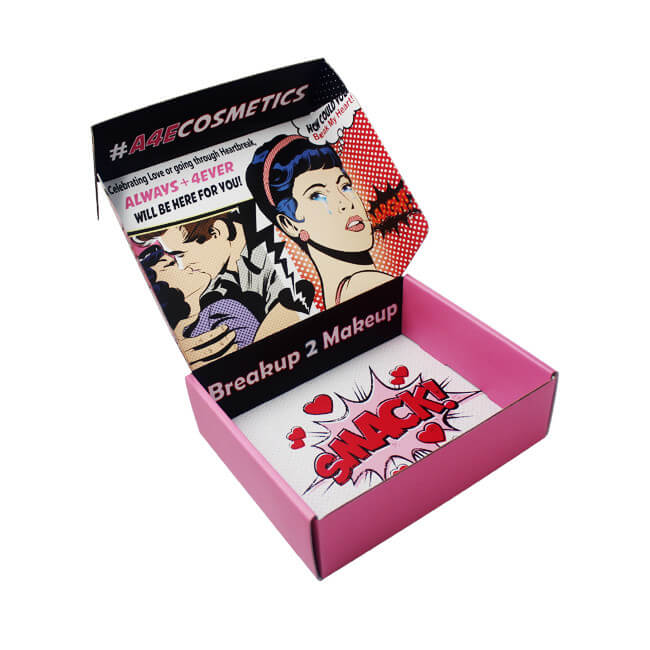 #A4ECOSMETICS
HOW COULD YOU
Break My Heart!
Celebrating Love or going through Heartbreak,
ALWAYS + 4EVER
WILL BE HERE FOR YOU!
Breakup 2 Makeup
SMACK!